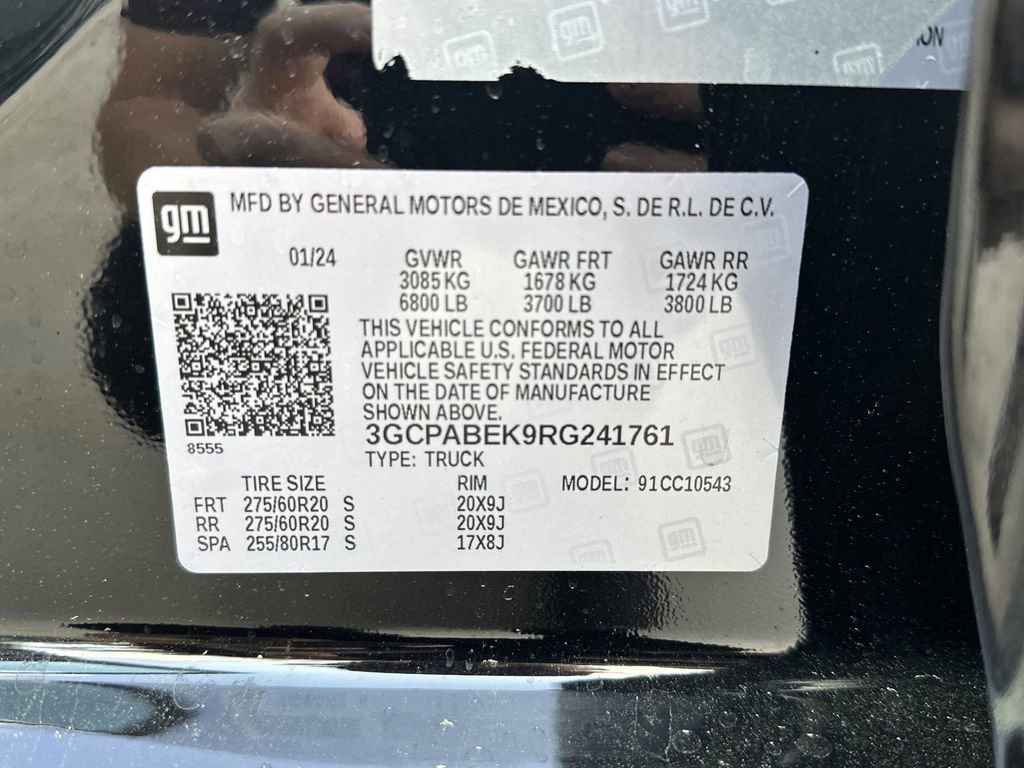 gm
MFD BY GENERAL MOTORS DE MEXICO, S. DE R.L. DE C.V.
01/24 GVWR GAWR FRT GAWR RR
3085 KG 1678 KG 1724 KG
6800 LB 3700 LB 3800 LB
THIS VEHICLE CONFORMS TO ALL
APPLICABLE U.S. FEDERAL MOTOR
VEHICLE SAFETY STANDARDS IN EFFECT
ON THE DATE OF MANUFACTURE
SHOWN ABOVE.
3GCPABEK9RG241761
8555
TYPE: TRUCK
TIRE SIZE RIM MODEL: 91CC10543
FRT 275/60R20 S 20X9J
RR 275/60R20 S 20X9J
SPA 255/80R17 S 17X8J